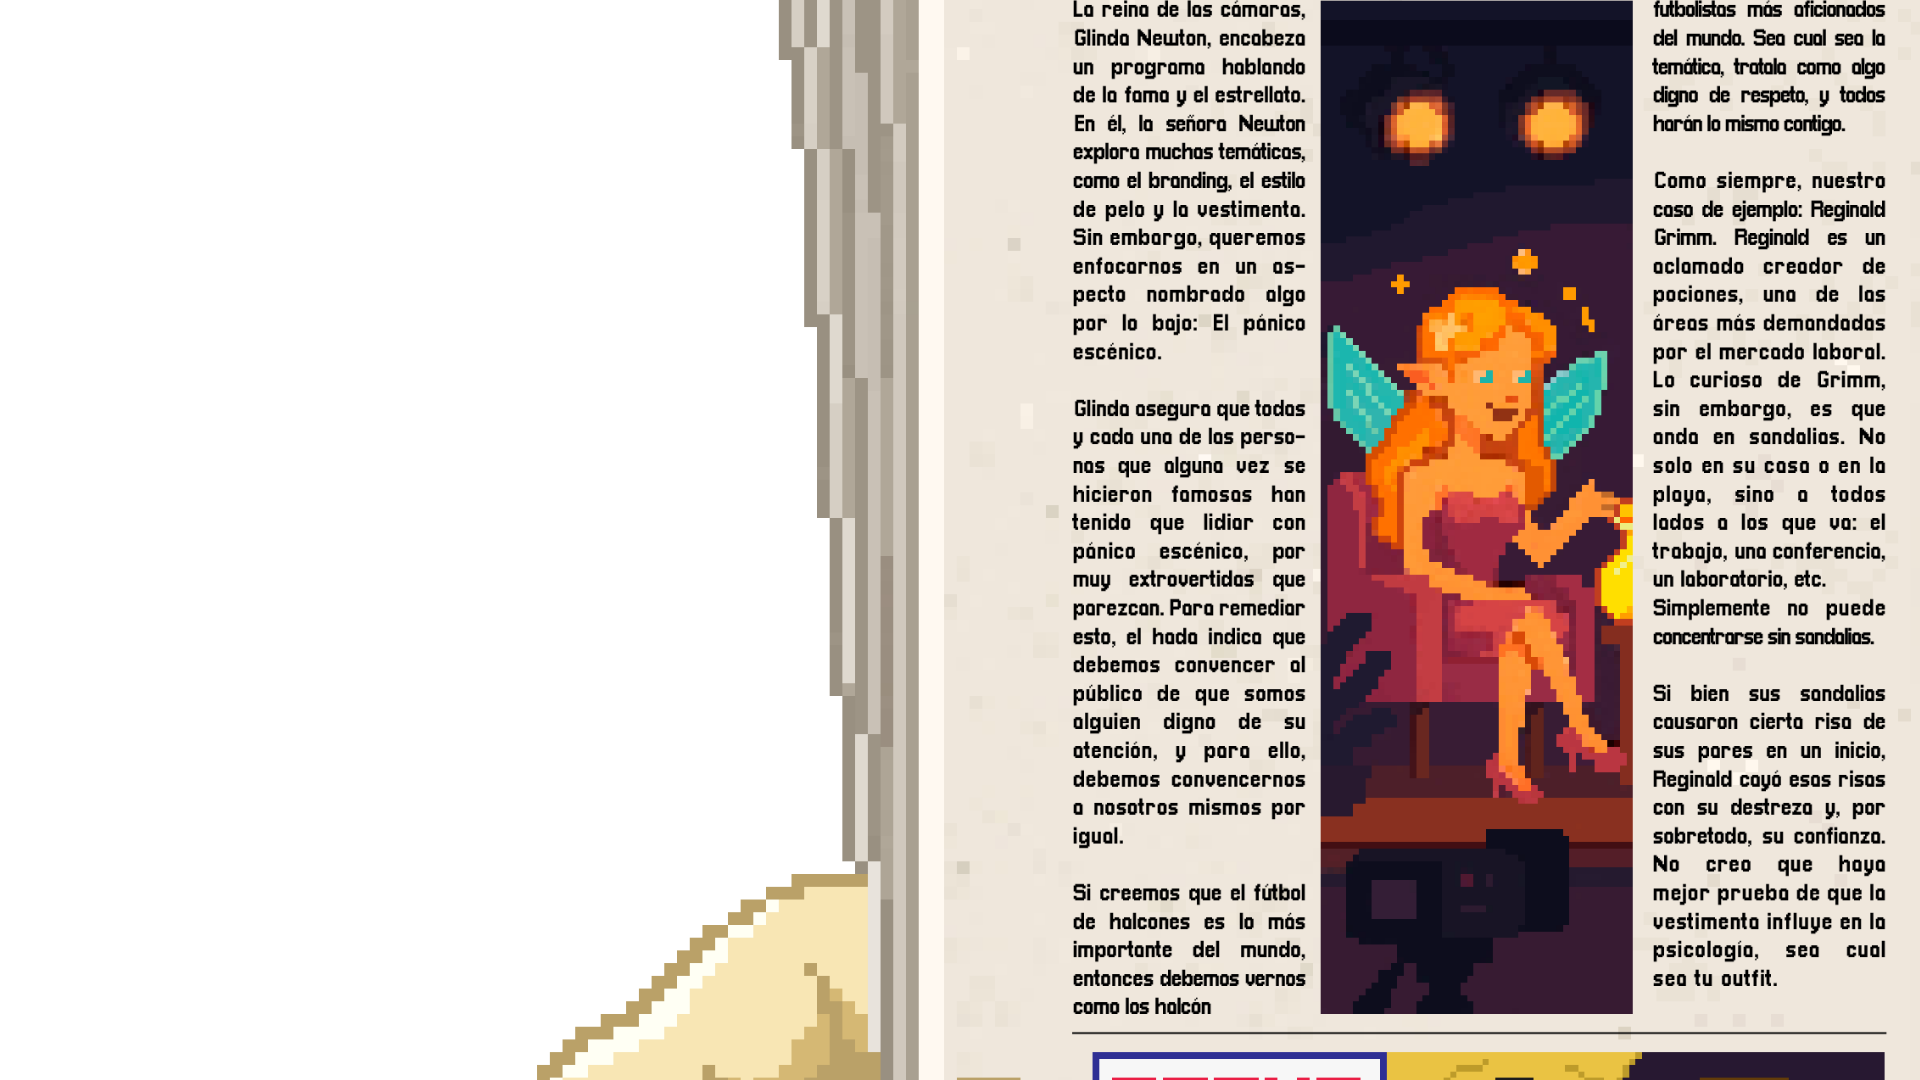 La reina de las cámaras,
Glinda Newton, encabeza
un programa hablando
de la fama y el estrellato.
En él, la señora Newton
explora muchas temáticas,
como el branding, el estilo
de pelo y la vestimenta.
Sin embargo, queremos
enfocarnos en un as-
pecto nombrado algo
por lo bajo: El pánico
escénico.
Glinda asegura que todas
y cada una de las perso-
nas que alguna vez se
hicieron famosas han
tenido que lidiar con
pánico escénico, por
muy extrovertidas que
parezcan. Para remediar
esto, el hada indica que
debemos convencer al
público de que somos
alguien digno de su
atención, y para ello,
debemos convencernos
a nosotros mismos por
igual.
Si creemos que el fútbol
de halcones es lo más
importante del mundo,
entonces debemos vernos
como los halcón
futbolistas más aficionados
del mundo. Sea cual sea la
temática, tratala como algo
digno de respeto, y todos
harán lo mismo contigo.
Como siempre, nuestro
caso de ejemplo: Reginald
Grimm. Reginald es un
aclamado creador de
pociones, una de las
áreas más demandadas
por el mercado laboral.
Lo curioso de Grimm,
sin embargo, es que
anda en sandalias. No
solo en su casa o en la
playa, sino a todos
lados a los que va: el
trabajo, una conferencia,
un laboratorio, etc.
Simplemente no puede
concentrarse sin sandalias.
Si bien sus sandalias
causaron cierta risa de
sus pares en un inicio,
Reginald cayó esas risas
con su destreza y, por
sobretodo, su confianza.
No creo que haya
mejor prueba de que la
vestimenta influye en la
psicología, sea cual
sea tu outfit.